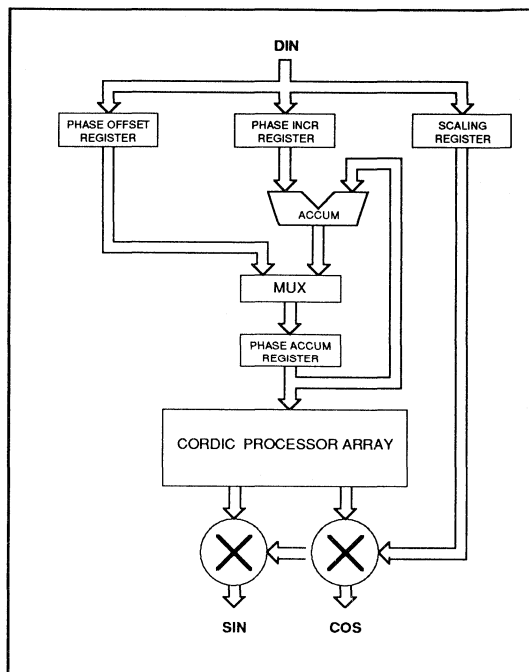 DIN
PHASE OFFSET
REGISTER
PHASE INCR
REGISTER
SCALING
REGISTER
ACCUM
MUX
PHASE ACCUM
REGISTER
CORDIC PROCESSOR ARRAY
SIN
COS